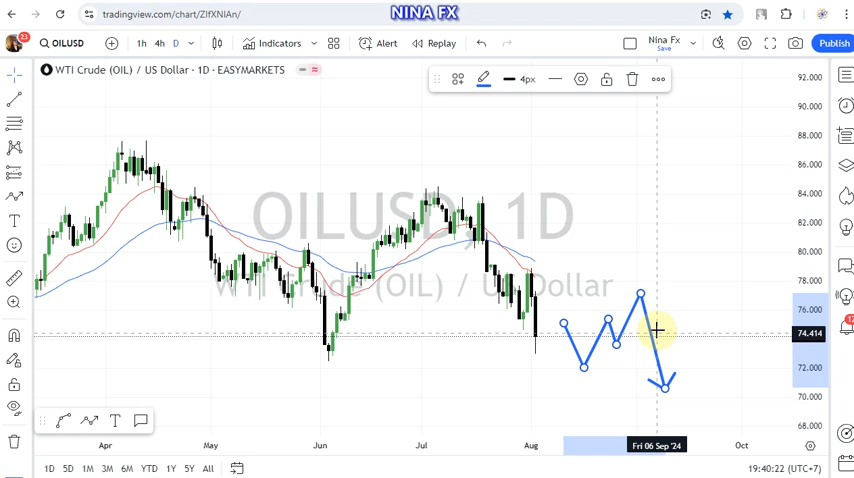 NINA FX
tradingview.com/chart/ZIfXNIAn/
23
OILUSD
1h 4h D
Indicators
Alert
Replay
Nina Fx
Save
Publish
WTI Crude (OIL) / US Dollar · 1D · EASYMARKETS
4px
OILUSD, 1D
WTI Crude (OIL) / US Dollar
92.000
90.000
88.000
86.000
84.000
82.000
80.000
78.000
76.000
74.414
72.000
70.000
68.000
12
Apr May Jun Jul Aug Fri 06 Sep '24 Oct
1D 5D 1M 3M 6M YTD 1Y 5Y All
19:40:22 (UTC+7)